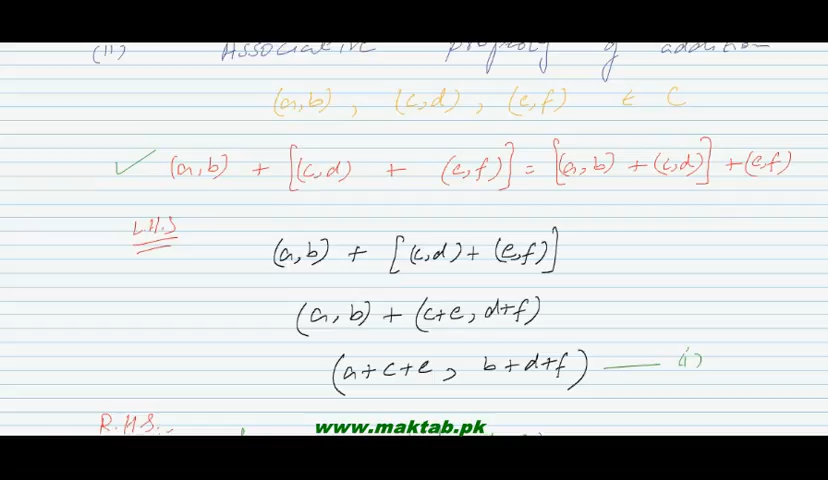 (ii) Associative property of addition
(a,b) , (c,d) , (e,f) ∈ C
✓ (a,b) + [(c,d) + (e,f)] = [(a,b) + (c,d)] + (e,f)
L.H.S
(a,b) + [(c,d) + (e,f)]
(a,b) + (c+e, d+f)
(a+c+e, b+d+f) —— (i)
R.H.S.
www.maktab.pk